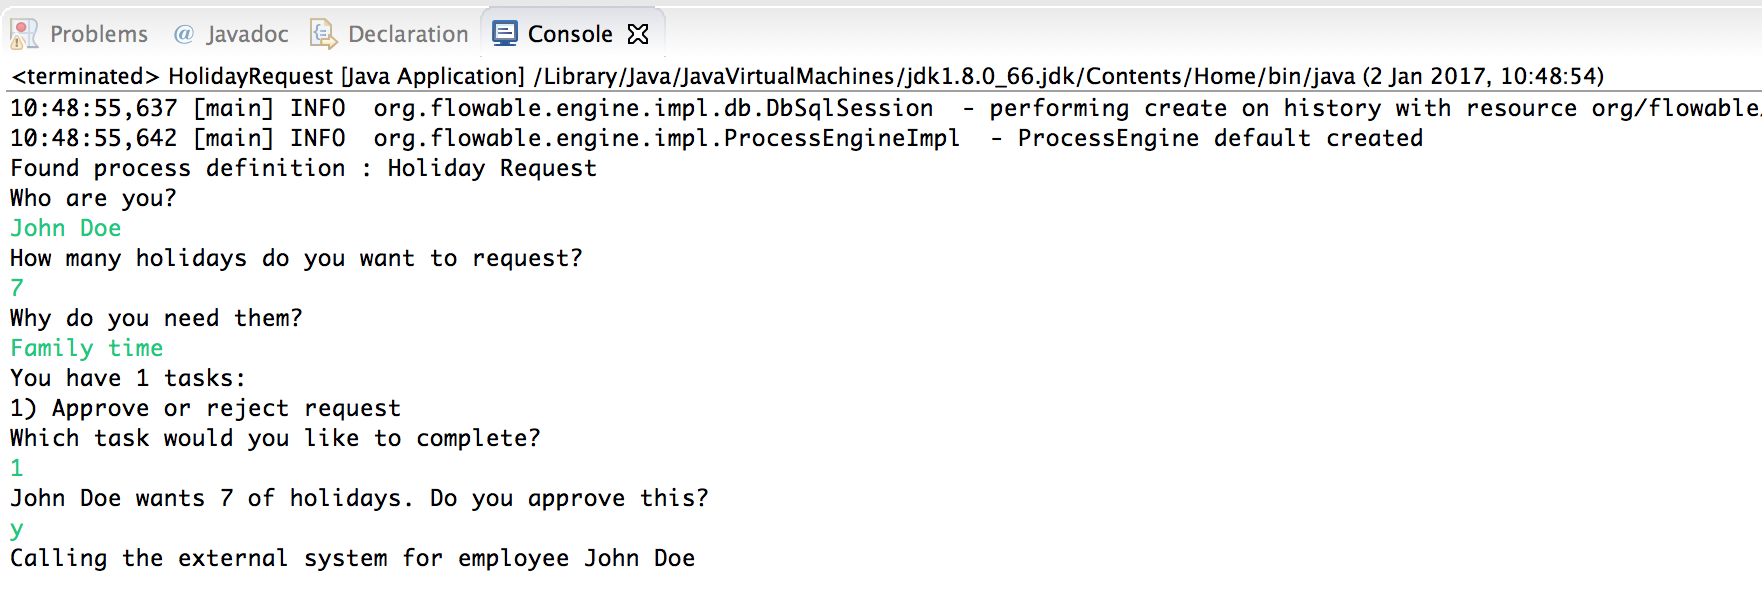 Problems @ Javadoc Declaration Console
<terminated> HolidayRequest [Java Application] /Library/Java/JavaVirtualMachines/jdk1.8.0_66.jdk/Contents/Home/bin/java (2 Jan 2017, 10:48:54)
10:48:55,637 [main] INFO  org.flowable.engine.impl.db.DbSqlSession  - performing create on history with resource org/flowable/
10:48:55,642 [main] INFO  org.flowable.engine.impl.ProcessEngineImpl  - ProcessEngine default created
Found process definition : Holiday Request
Who are you?
John Doe
How many holidays do you want to request?
7
Why do you need them?
Family time
You have 1 tasks:
1) Approve or reject request
Which task would you like to complete?
1
John Doe wants 7 of holidays. Do you approve this?
y
Calling the external system for employee John Doe